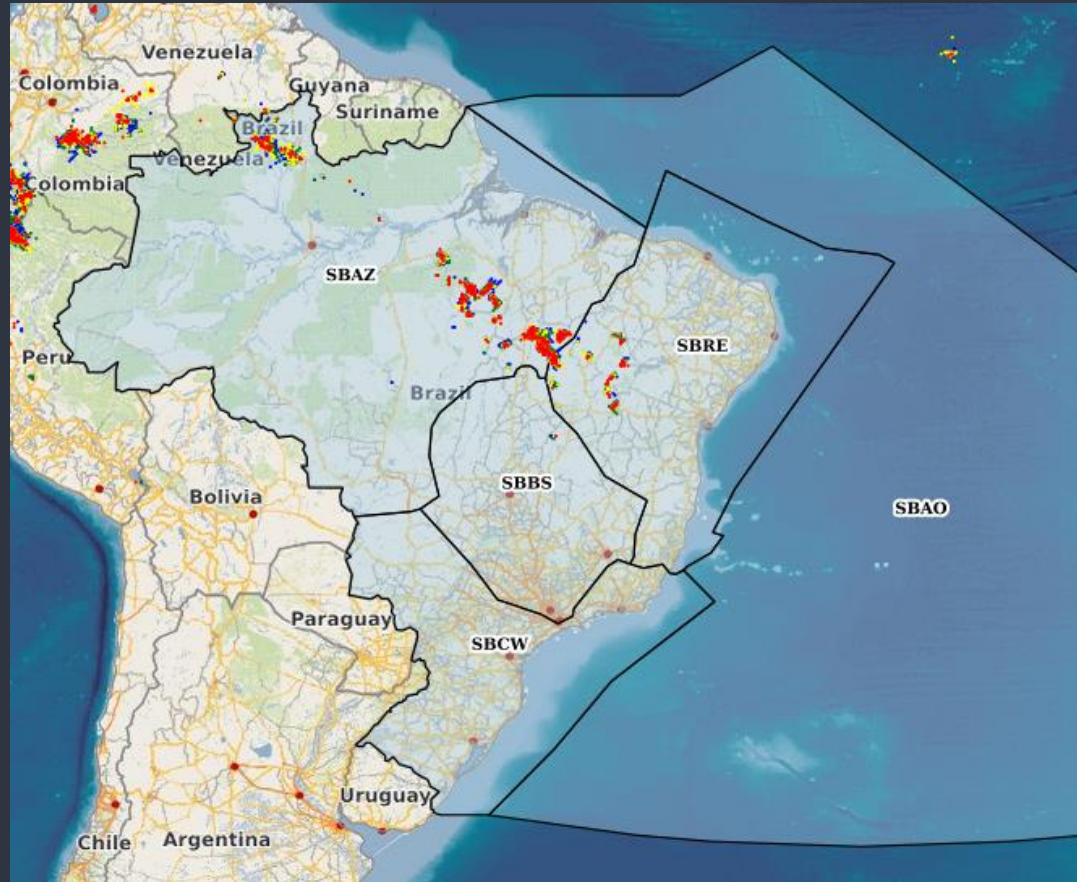 Venezuela
Colombia
Guyana
Suriname
Brazil
Venezuela
Colombia
SBAZ
SBRE
Peru
Brazil
SBBS
Bolivia
SBAO
Paraguay
SBCW
Uruguay
Chile
Argentina